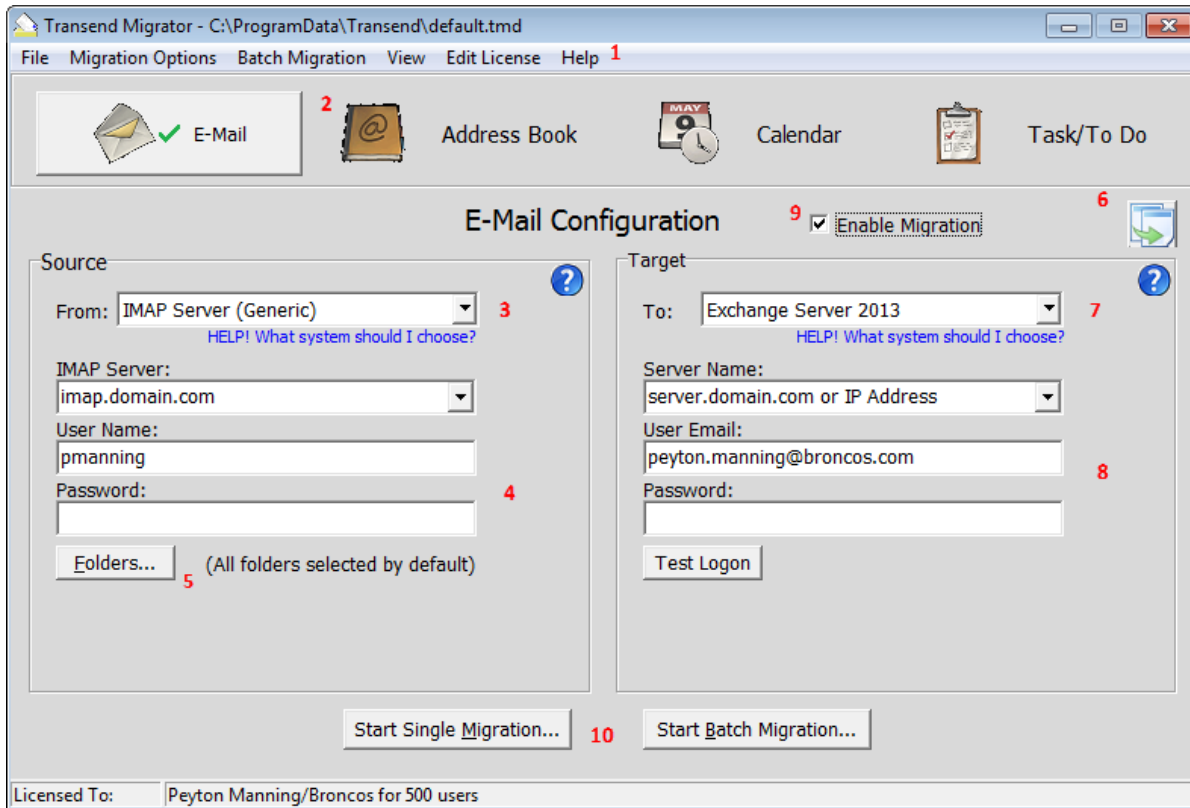 Transend Migrator - C:\ProgramData\Transend\default.tmd
File Migration Options Batch Migration View Edit License Help 1
E-Mail 2 @ Address Book MAY 9 Calendar Task/To Do
E-Mail Configuration 9 Enable Migration 6
Source ?
From: IMAP Server (Generic) 3
HELP! What system should I choose?
IMAP Server:
imap.domain.com
User Name:
pmanning
Password:
4
Folders... 5 (All folders selected by default)
Target ?
To: Exchange Server 2013 7
HELP! What system should I choose?
Server Name:
server.domain.com or IP Address
User Email:
peyton.manning@broncos.com
8
Password:
Test Logon
Start Single Migration... 10 Start Batch Migration...
Licensed To: Peyton Manning/Broncos for 500 users